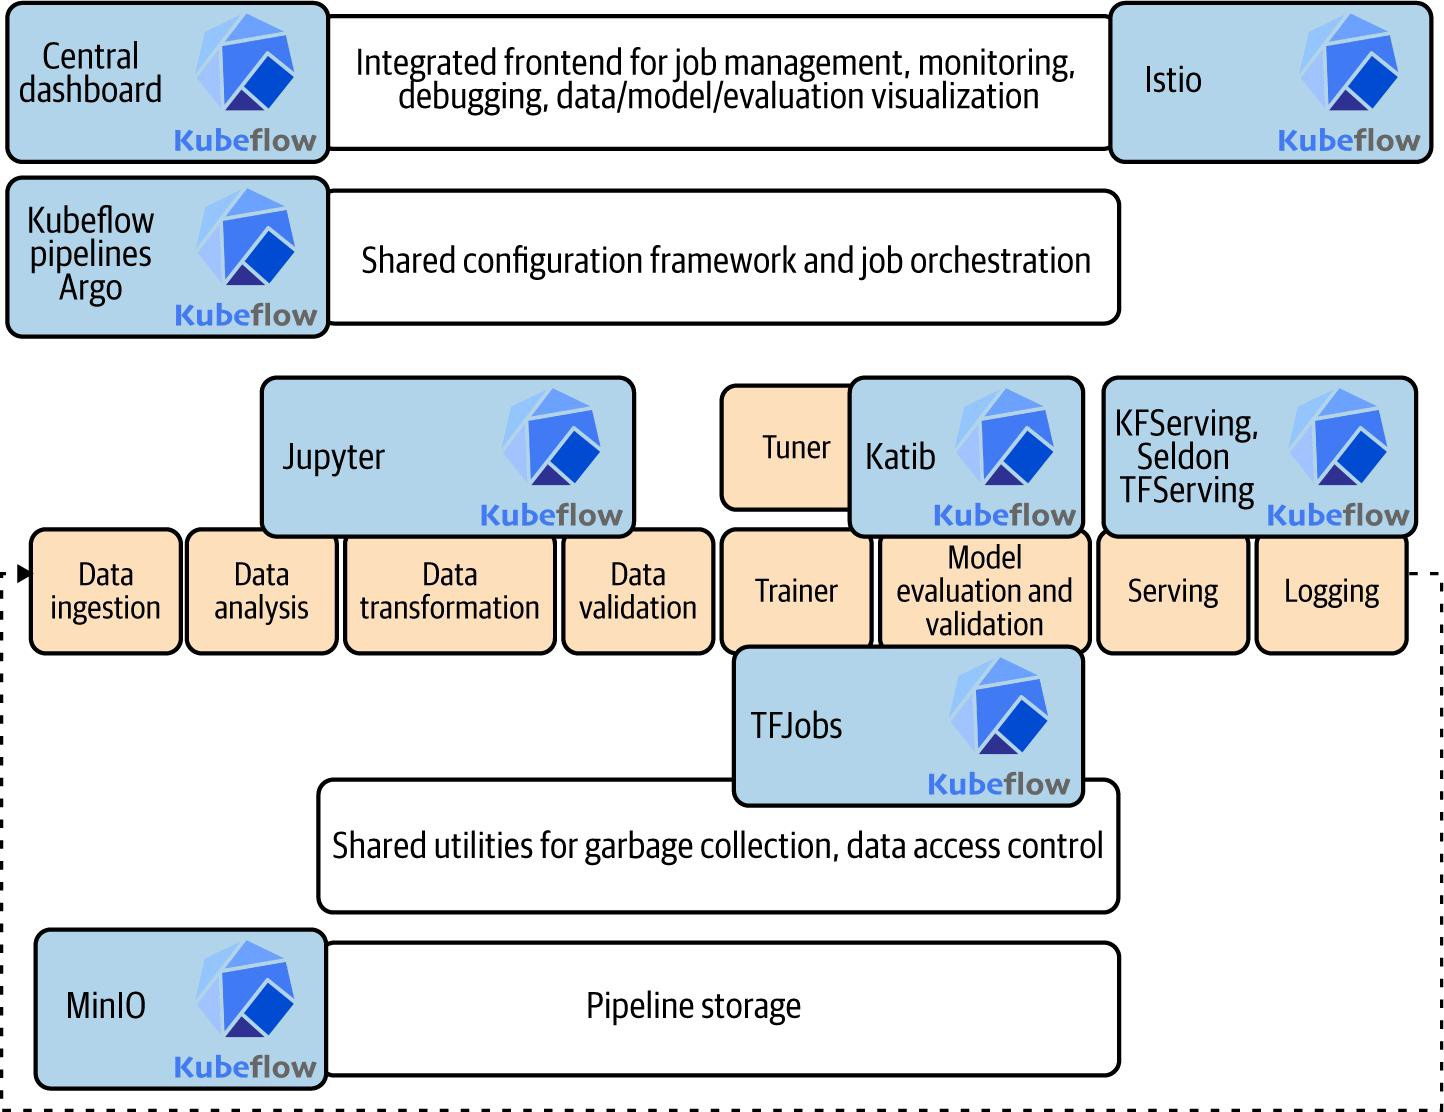 Central
dashboard
Kubeflow
Integrated frontend for job management, monitoring,
debugging, data/model/evaluation visualization
Istio
Kubeflow
Kubeflow
pipelines
Argo
Kubeflow
Shared configuration framework and job orchestration
Jupyter
Kubeflow
Tuner
Katib
Kubeflow
KFServing,
Seldon
TFServing
Kubeflow
Data
ingestion
Data
analysis
Data
transformation
Data
validation
Trainer
Model
evaluation and
validation
Serving
Logging
TFJobs
Kubeflow
Shared utilities for garbage collection, data access control
MinIO
Kubeflow
Pipeline storage